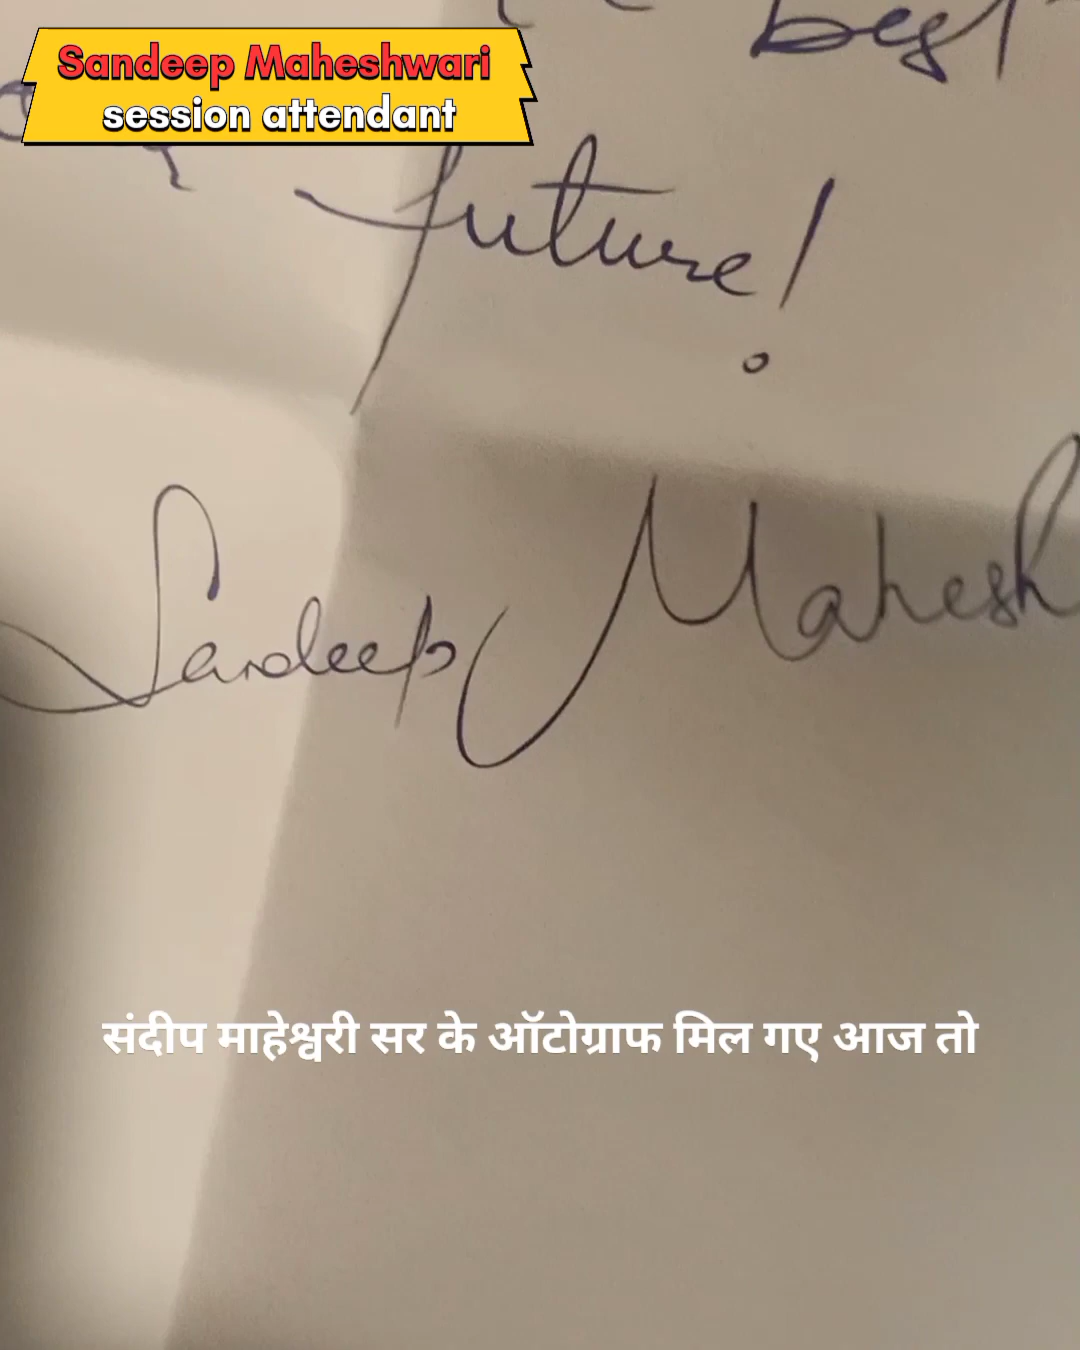 Sandeep Maheshwari
session attendant
best
future!
Sandeep Mahesh
संदीप माहेश्वरी सर के ऑटोग्राफ मिल गए आज तो